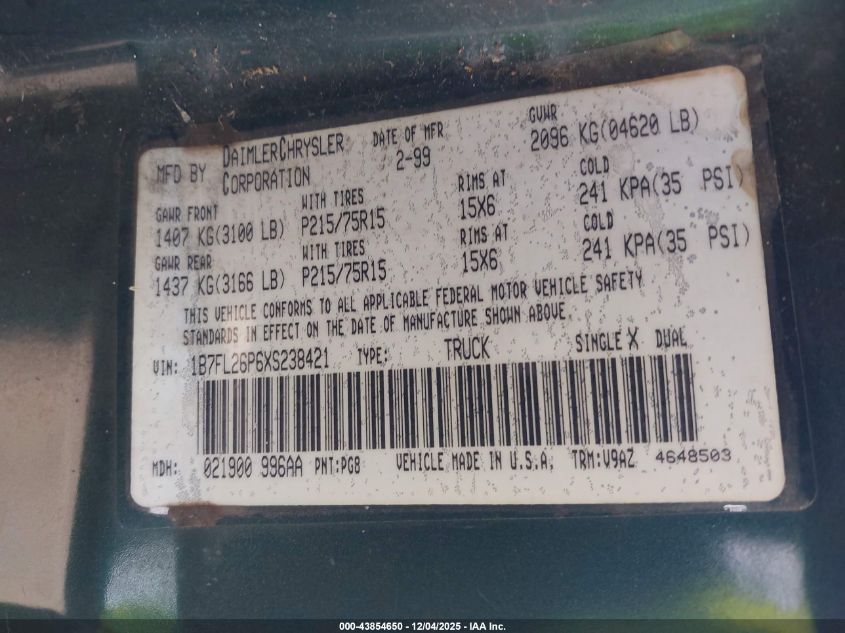 MFD BY DAIMLERCHRYSLER CORPORATION DATE OF MFR 2-99 GVWR 2096 KG(04620 LB)
GAWR FRONT WITH TIRES RIMS AT COLD
1407 KG(3100 LB) P215/75R15 15X6 241 KPA(35 PSI)
GAWR REAR WITH TIRES RIMS AT COLD
1437 KG(3166 LB) P215/75R15 15X6 241 KPA(35 PSI)
THIS VEHICLE CONFORMS TO ALL APPLICABLE FEDERAL MOTOR VEHICLE SAFETY
STANDARDS IN EFFECT ON THE DATE OF MANUFACTURE SHOWN ABOVE.
VIN: 1B7FL26P6XS238421 TYPE: TRUCK SINGLE X DUAL
MDH: 021900 996AA PNT:PG8 VEHICLE MADE IN U.S.A. TRM:V9AZ 4648503
000-43854650 - 12/04/2025 - IAA Inc.